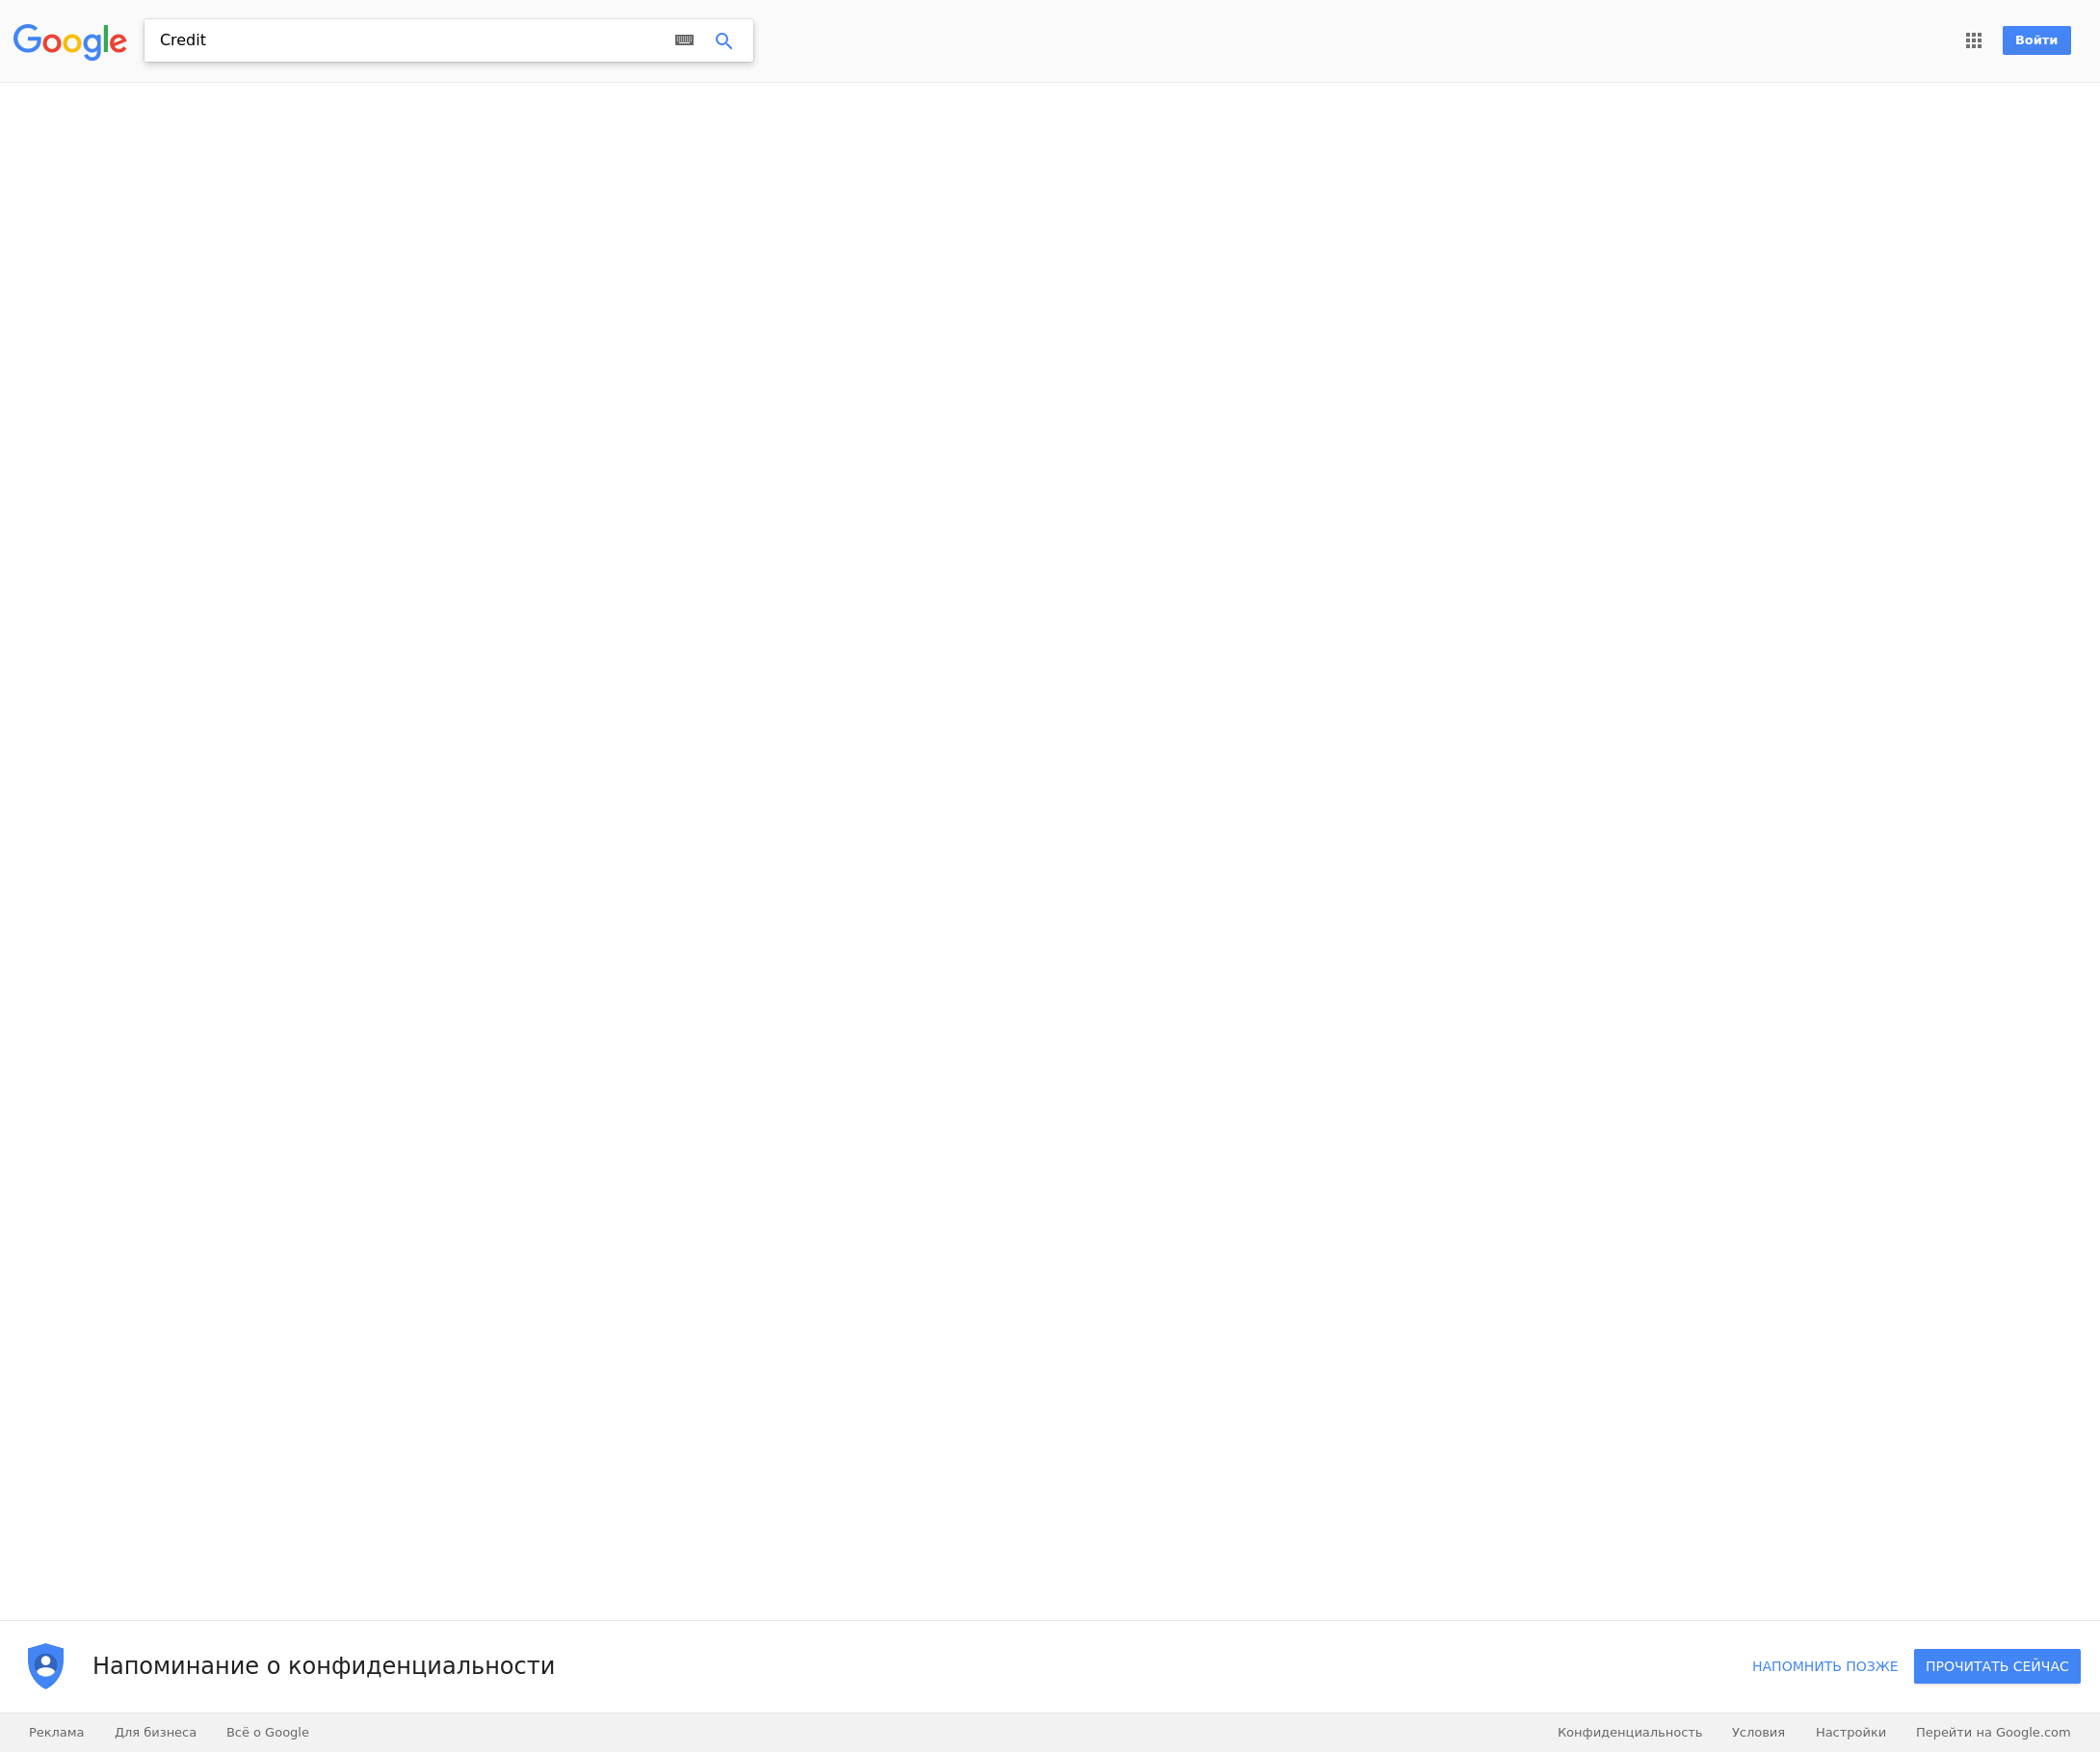 Google
Credit
Войти
Напоминание о конфиденциальности
НАПОМНИТЬ ПОЗЖЕ
ПРОЧИТАТЬ СЕЙЧАС
Реклама Для бизнеса Всё о Google
Конфиденциальность Условия Настройки Перейти на Google.com